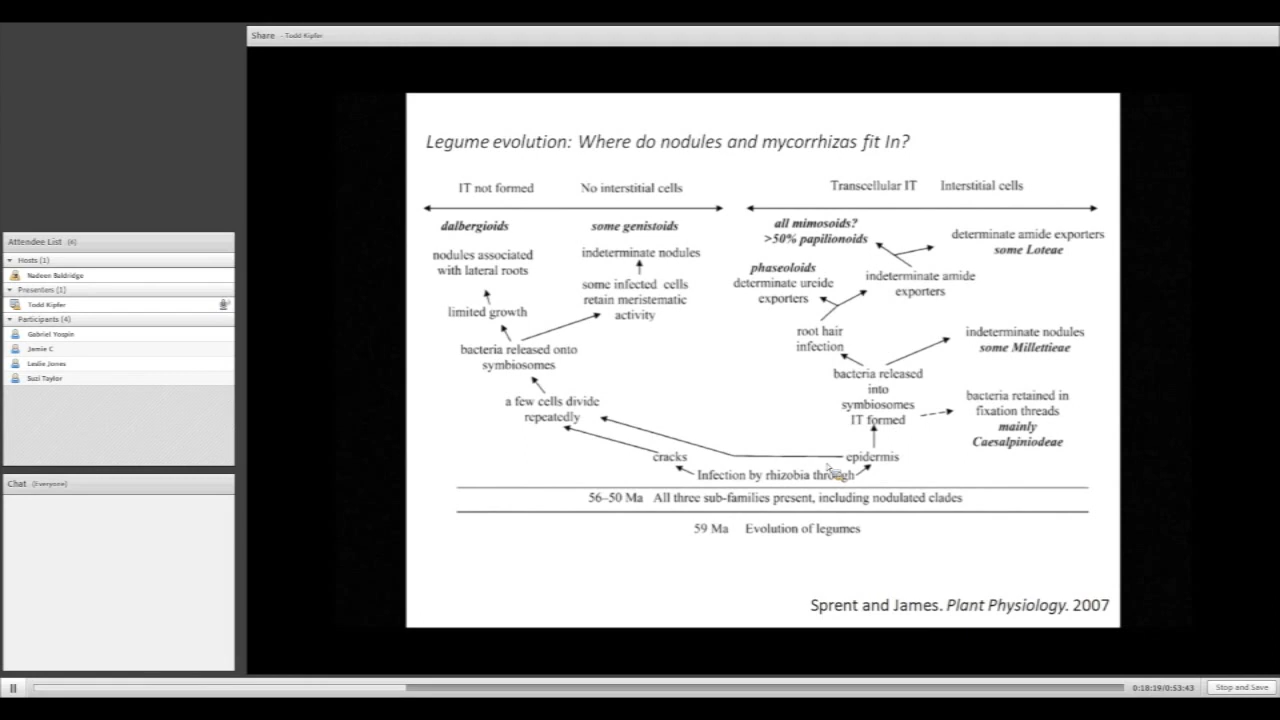 Share - Todd Kipfer
Attendee List (6)
Hosts (1)
Nadeen Baldridge
Presenters (1)
Todd Kipfer
Participants (4)
Gabriel Yospin
Jemie C
Leslie Jones
Suzi Taylor
Chat (Everyone)
Legume evolution: Where do nodules and mycorrhizas fit In?
IT not formed No interstitial cells
Transcellular IT Interstitial cells
dalbergioids
nodules associated
with lateral roots
limited growth
some genistoids
indeterminate nodules
some infected cells
retain meristematic
activity
bacteria released onto
symbiosomes
a few cells divide
repeatedly
all mimosoids?
>50% papilionoids
phaseoloids
determinate ureide
exporters
determinate amide exporters
some Loteae
indeterminate amide
exporters
root hair
infection
indeterminate nodules
some Millettieae
bacteria released
into
symbiosomes
IT formed
bacteria retained in
fixation threads
mainly
Caesalpiniodeae
cracks
epidermis
Infection by rhizobia through
56–50 Ma All three sub-families present, including nodulated clades
59 Ma Evolution of legumes
Sprent and James. Plant Physiology. 2007
0:18:19/0:53:43
Stop and Save